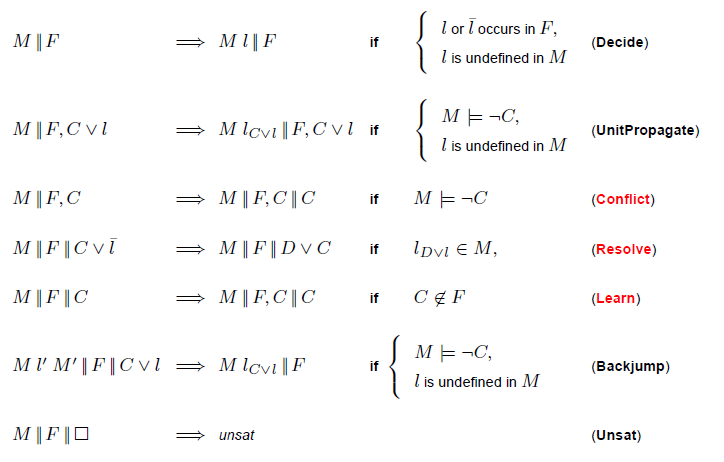 M ‖ F ⟹ M l ‖ F if { l or l̄ occurs in F, l is undefined in M (Decide)
M ‖ F, C ∨ l ⟹ M l_{C∨l} ‖ F, C ∨ l if { M ⊨ ¬C, l is undefined in M (UnitPropagate)
M ‖ F, C ⟹ M ‖ F, C ‖ C if M ⊨ ¬C (Conflict)
M ‖ F ‖ C ∨ l̄ ⟹ M ‖ F ‖ D ∨ C if l_{D∨l} ∈ M, (Resolve)
M ‖ F ‖ C ⟹ M ‖ F, C ‖ C if C ∉ F (Learn)
M l′ M′ ‖ F ‖ C ∨ l ⟹ M l_{C∨l} ‖ F if { M ⊨ ¬C, l is undefined in M (Backjump)
M ‖ F ‖ □ ⟹ unsat (Unsat)